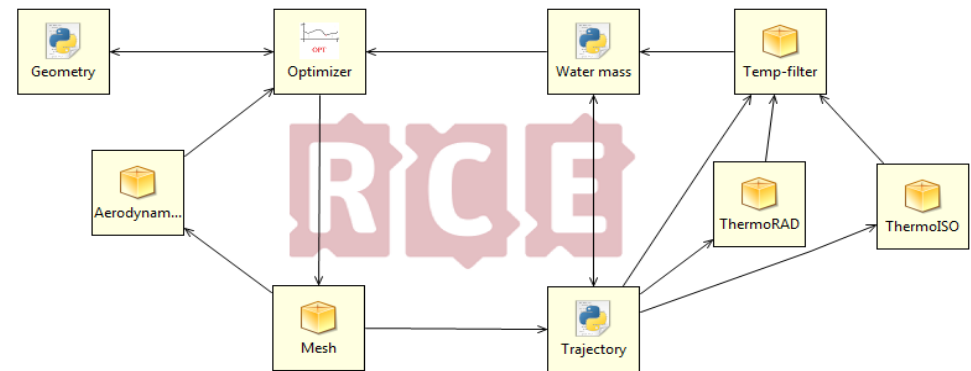 Geometry
OPT
Optimizer
Water mass
Temp-filter
RCE
Aerodynam...
ThermoRAD
ThermoISO
Mesh
Trajectory